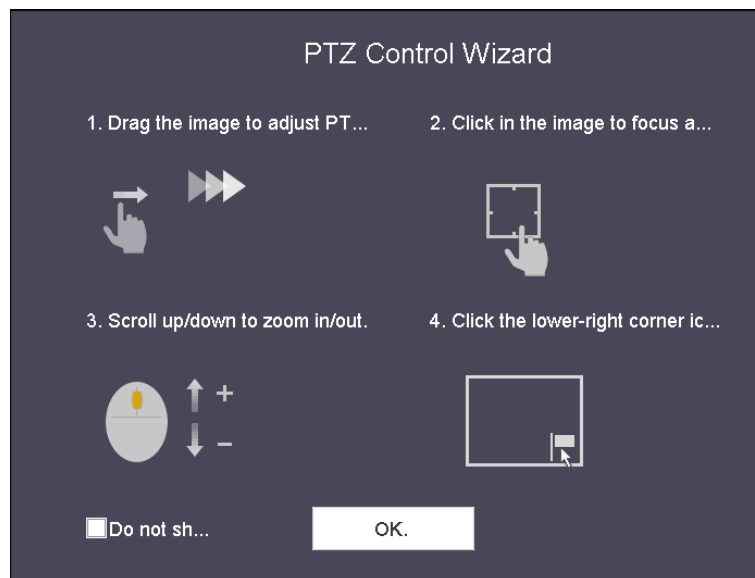 PTZ Control Wizard
1. Drag the image to adjust PT...
2. Click in the image to focus a...
3. Scroll up/down to zoom in/out.
4. Click the lower-right corner ic...
Do not sh...
OK.